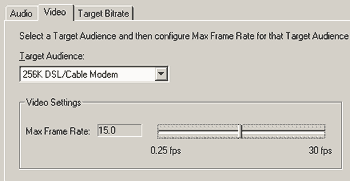 Audio Video Target Bitrate
Select a Target Audience and then configure Max Frame Rate for that Target Audience
Target Audience:
256K DSL/Cable Modem
Video Settings
Max Frame Rate: 15.0
0.25 fps 30 fps